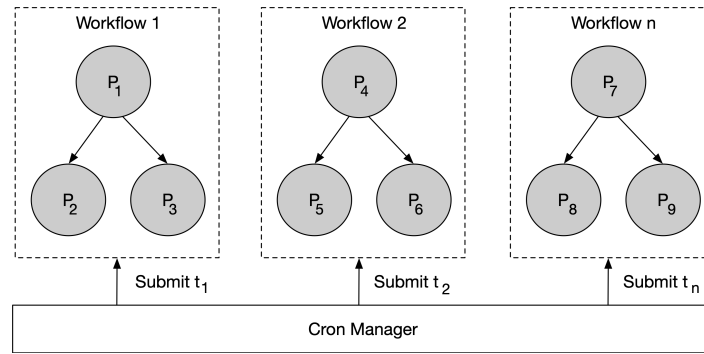 Workflow 1
Workflow 2
Workflow n
P1
P4
P7
P2
P3
P5
P6
P8
P9
Submit t1
Submit t2
Submit tn
Cron Manager